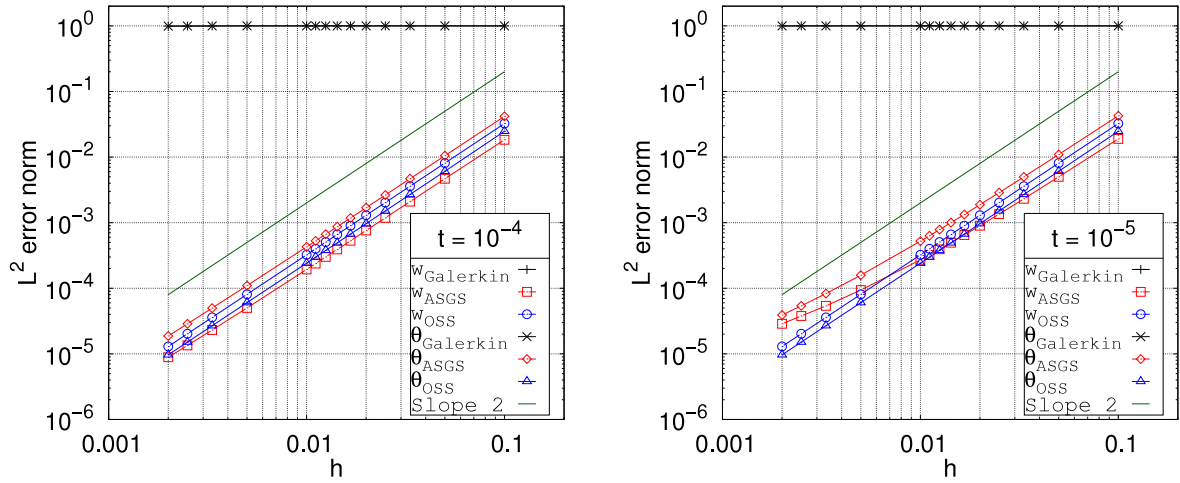 10⁰
10⁻¹
10⁻²
10⁻³
10⁻⁴
10⁻⁵
10⁻⁶
L² error norm
0.001
0.01
0.1
h
t = 10⁻⁴
w_Galerkin
w_ASGS
w_OSS
θ_Galerkin
θ_ASGS
θ_OSS
Slope 2
10⁰
10⁻¹
10⁻²
10⁻³
10⁻⁴
10⁻⁵
10⁻⁶
L² error norm
0.001
0.01
0.1
h
t = 10⁻⁵
w_Galerkin
w_ASGS
w_OSS
θ_Galerkin
θ_ASGS
θ_OSS
Slope 2